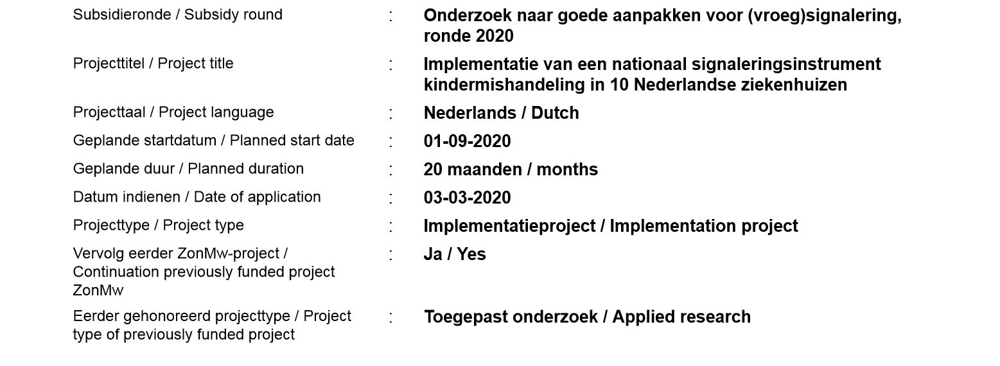 Subsidieronde / Subsidy round : Onderzoek naar goede aanpakken voor (vroeg)signalering,
ronde 2020
Projecttitel / Project title : Implementatie van een nationaal signaleringsinstrument
kindermishandeling in 10 Nederlandse ziekenhuizen
Projecttaal / Project language : Nederlands / Dutch
Geplande startdatum / Planned start date : 01-09-2020
Geplande duur / Planned duration : 20 maanden / months
Datum indienen / Date of application : 03-03-2020
Projecttype / Project type : Implementatieproject / Implementation project
Vervolg eerder ZonMw-project / : Ja / Yes
Continuation previously funded project
ZonMw
Eerder gehonoreerd projecttype / Project : Toegepast onderzoek / Applied research
type of previously funded project